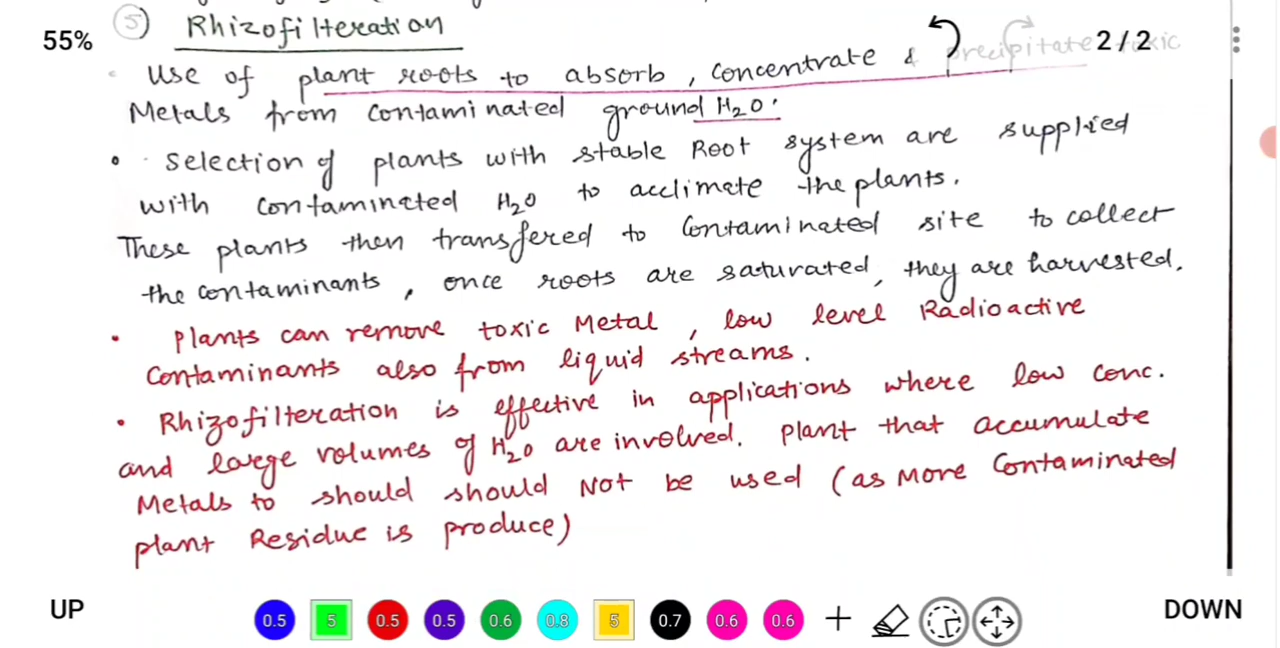 55%
5 Rhizofilteration
2/2
Use of plant roots to absorb, concentrate & precipitate toxic
Metals from contaminated ground H₂O.
• Selection of plants with stable Root system are supplied
with contaminated H₂O to acclimate the plants.
These plants then transfered to contaminated site to collect
the contaminants, once roots are saturated, they are harvested.
• Plants can remove toxic Metal, low level Radioactive
Contaminants also from liquid streams.
• Rhizofilteration is effective in applications where low conc.
and large volumes of H₂O are involved. Plant that accumulate
Metals to should should NOT be used (as More Contaminated
plant Residue is produce)
UP
0.5 5 0.5 0.5 0.6 0.8 5 0.7 0.6 0.6 +
DOWN